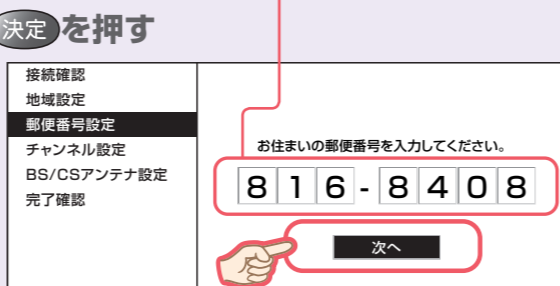 決定を押す
接続確認
地域設定
郵便番号設定
チャンネル設定
BS/CSアンテナ設定
完了確認
お住まいの郵便番号を入力してください。
816-8408
次へ